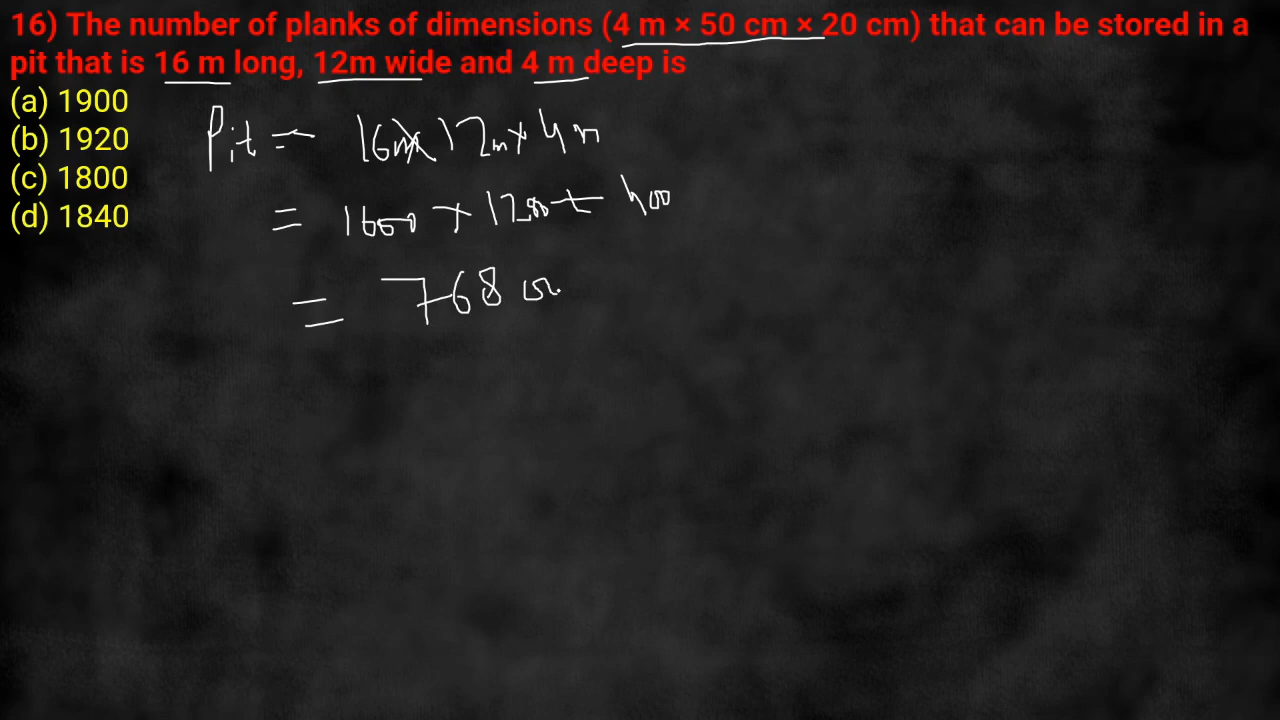 16) The number of planks of dimensions (4 m × 50 cm × 20 cm) that can be stored in a
pit that is 16 m long, 12m wide and 4 m deep is
(a) 1900
(b) 1920
(c) 1800
(d) 1840
Pit = 16m x 12m x 4m
= 1600 x 1200 x 400
= 768